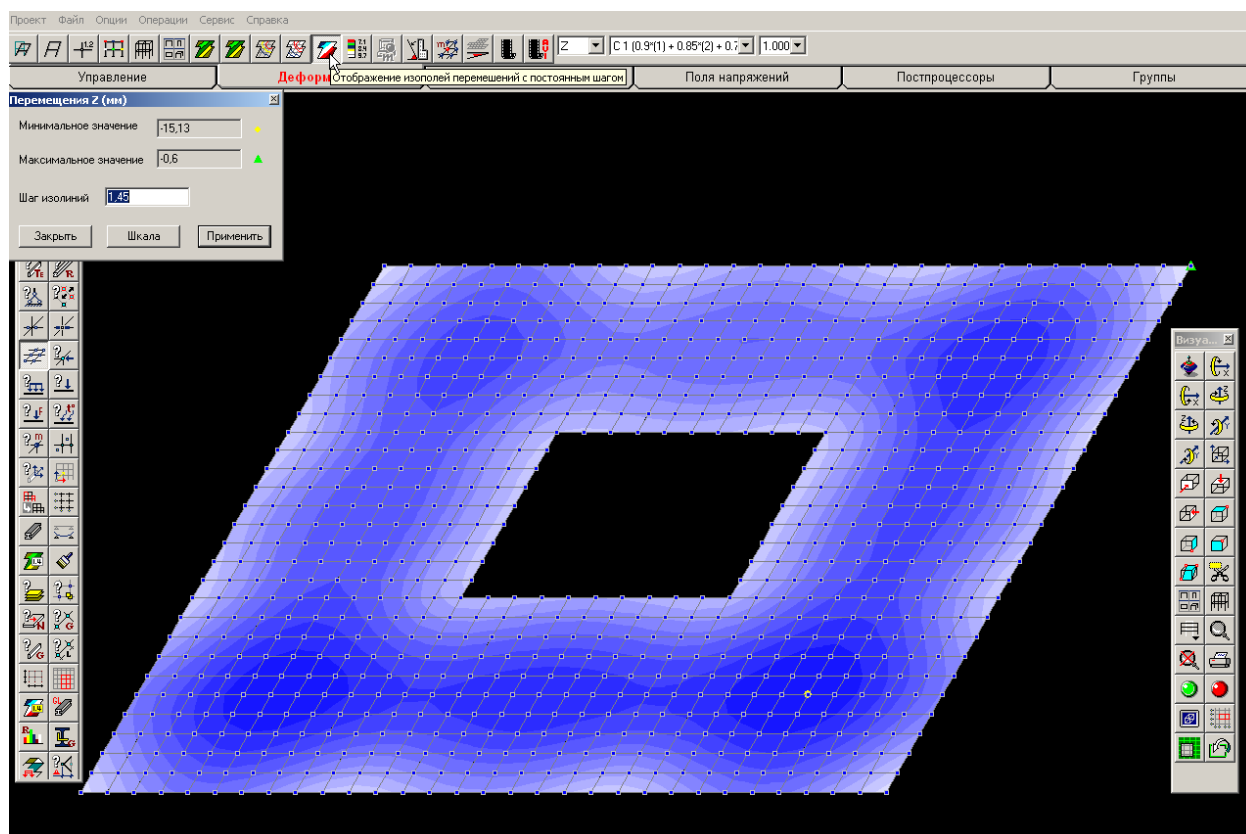 Проект Файл Опции Операции Сервис Справка
Z C 1 (0.9*(1) + 0.85*(2) + 0.7 1.000
Управление Деформ Поля напряжений Постпроцессоры Группы
Отображение изополей перемешений с постоянным шагом
Перемещения Z (мм)
Минимальное значение -15,13
Максимальное значение -0,6
Шаг изолиний 1,45
Закрыть Шкала Применить
Визуа...